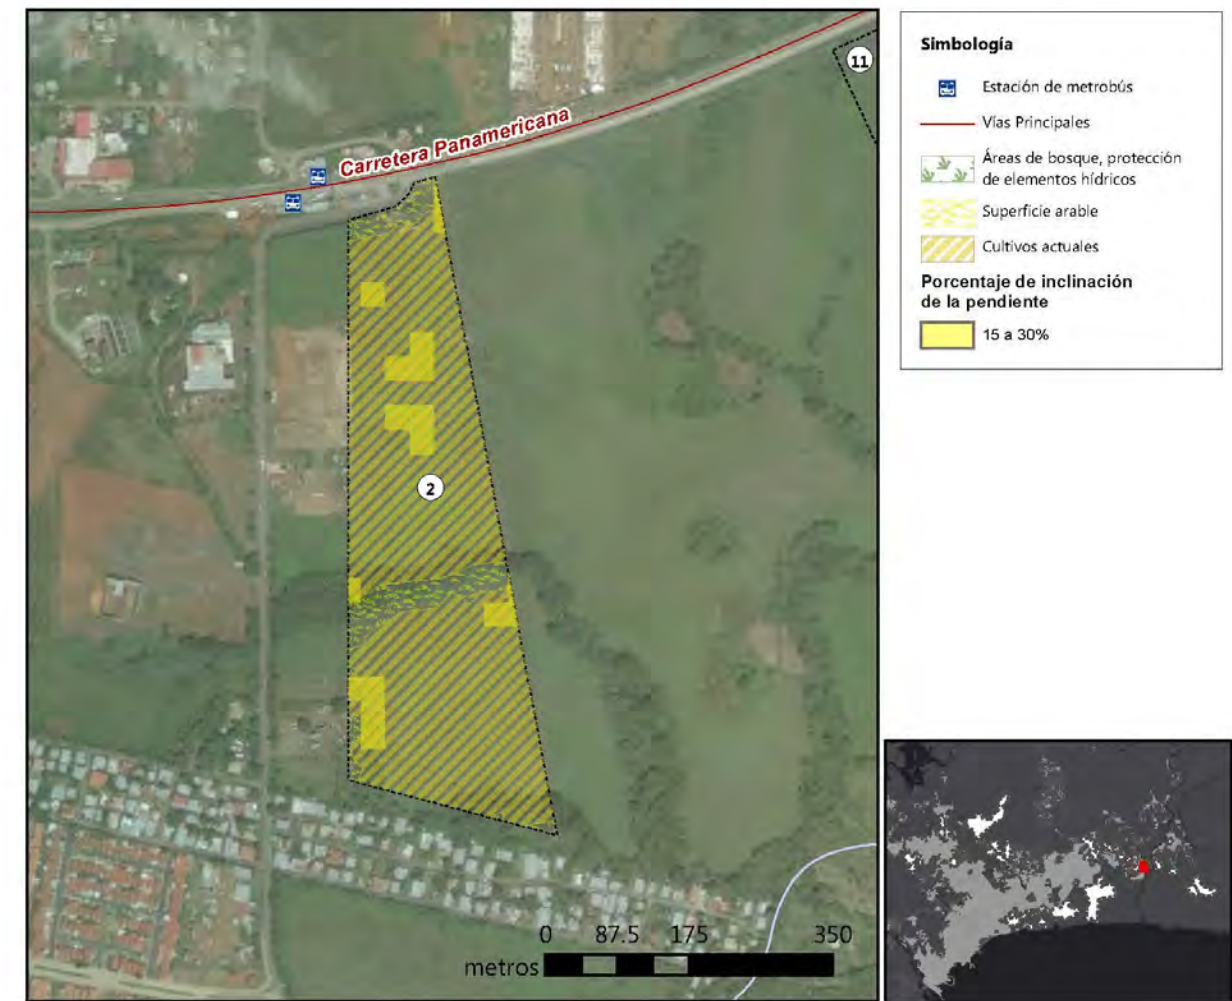 Carretera Panamericana
11
2
0 87.5 175 350
metros
Simbología
Estación de metrobús
Vías Principales
Áreas de bosque, protección
de elementos hídricos
Superficie arable
Cultivos actuales
Porcentaje de inclinación
de la pendiente
15 a 30%